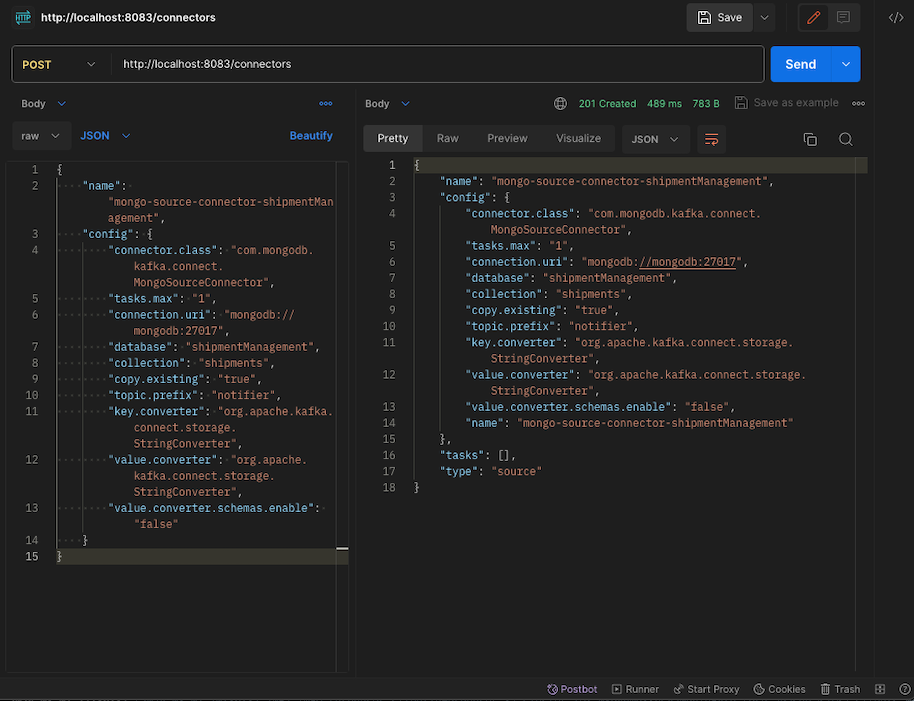 HTTP http://localhost:8083/connectors
Save
POST
http://localhost:8083/connectors
Send
Body
raw
JSON
Beautify
1 {
2 "name":
"mongo-source-connector-shipmentMan
agement",
3 "config": {
4 "connector.class": "com.mongodb.
kafka.connect.
MongoSourceConnector",
5 "tasks.max": "1",
6 "connection.uri": "mongodb://
mongodb:27017",
7 "database": "shipmentManagement",
8 "collection": "shipments",
9 "copy.existing": "true",
10 "topic.prefix": "notifier",
11 "key.converter": "org.apache.kafka.
connect.storage.
StringConverter",
12 "value.converter": "org.apache.
kafka.connect.storage.
StringConverter",
13 "value.converter.schemas.enable":
"false"
14 }
15 }
Body
201 Created 489 ms 783 B
Save as example
Pretty Raw Preview Visualize JSON
1 {
2 "name": "mongo-source-connector-shipmentManagement",
3 "config": {
4 "connector.class": "com.mongodb.kafka.connect.
MongoSourceConnector",
5 "tasks.max": "1",
6 "connection.uri": "mongodb://mongodb:27017",
7 "database": "shipmentManagement",
8 "collection": "shipments",
9 "copy.existing": "true",
10 "topic.prefix": "notifier",
11 "key.converter": "org.apache.kafka.connect.storage.
StringConverter",
12 "value.converter": "org.apache.kafka.connect.storage.
StringConverter",
13 "value.converter.schemas.enable": "false",
14 "name": "mongo-source-connector-shipmentManagement"
15 },
16 "tasks": [],
17 "type": "source"
18 }
Postbot Runner Start Proxy Cookies Trash